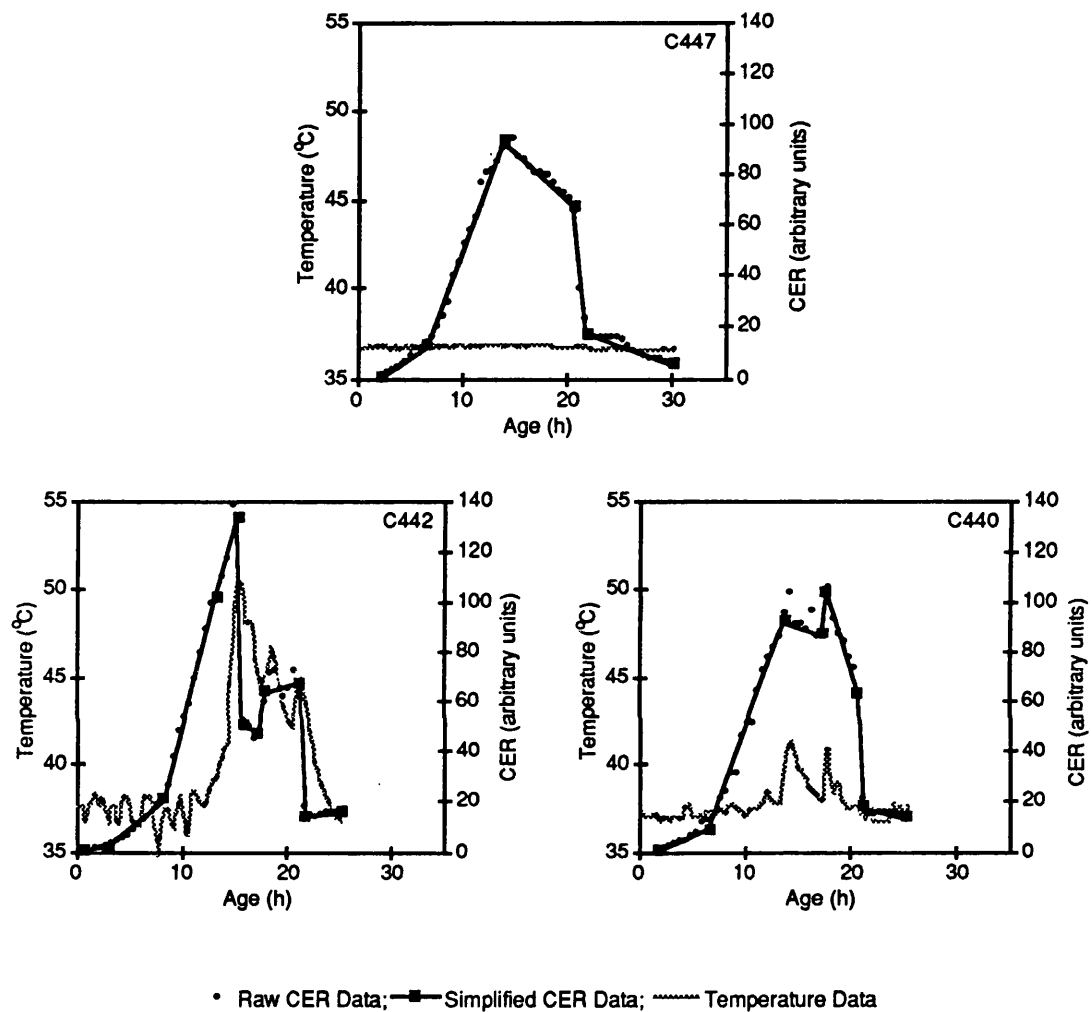 C447
Temperature (°C)
55
50
45
40
35
140
120
100
80
60
40
20
0
CER (arbitrary units)
0 10 20 30
Age (h)
C442
Temperature (°C)
55
50
45
40
35
140
120
100
80
60
40
20
0
CER (arbitrary units)
0 10 20 30
Age (h)
C440
Temperature (°C)
55
50
45
40
35
140
120
100
80
60
40
20
0
CER (arbitrary units)
0 10 20 30
Age (h)
Raw CER Data; Simplified CER Data; Temperature Data